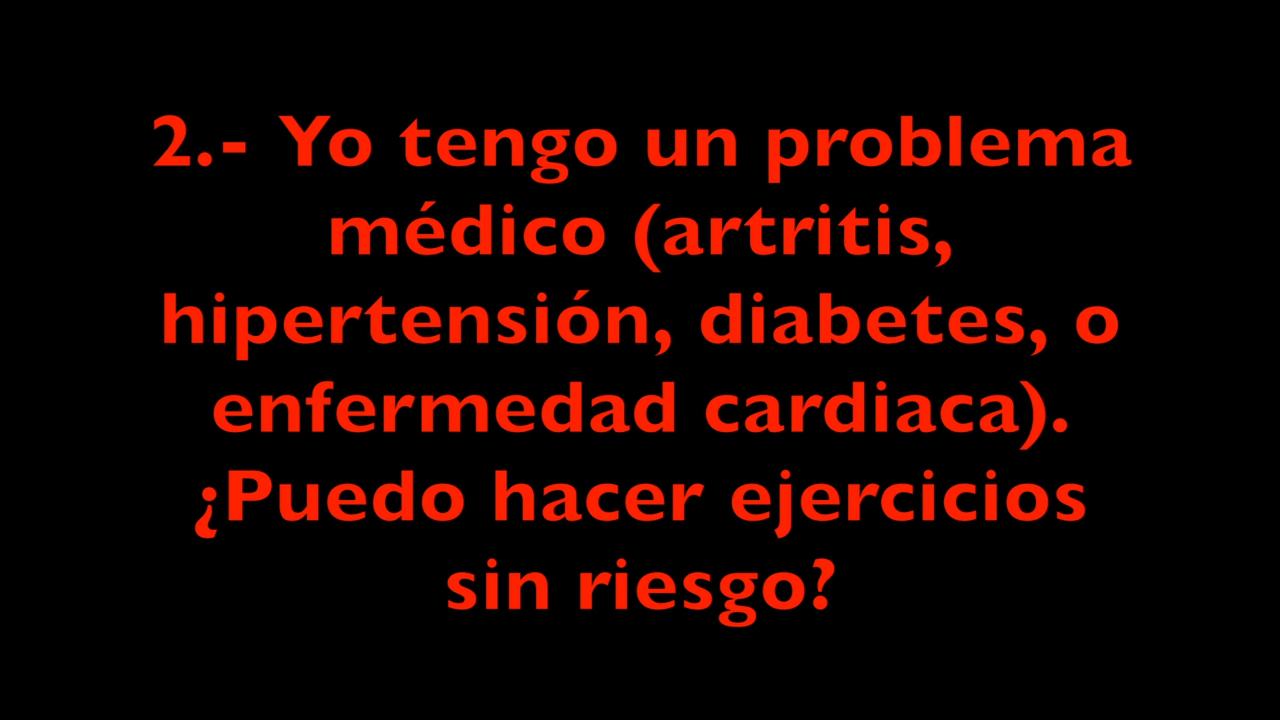 2.- Yo tengo un problema
médico (artritis,
hipertensión, diabetes, o
enfermedad cardiaca).
¿Puedo hacer ejercicios
sin riesgo?